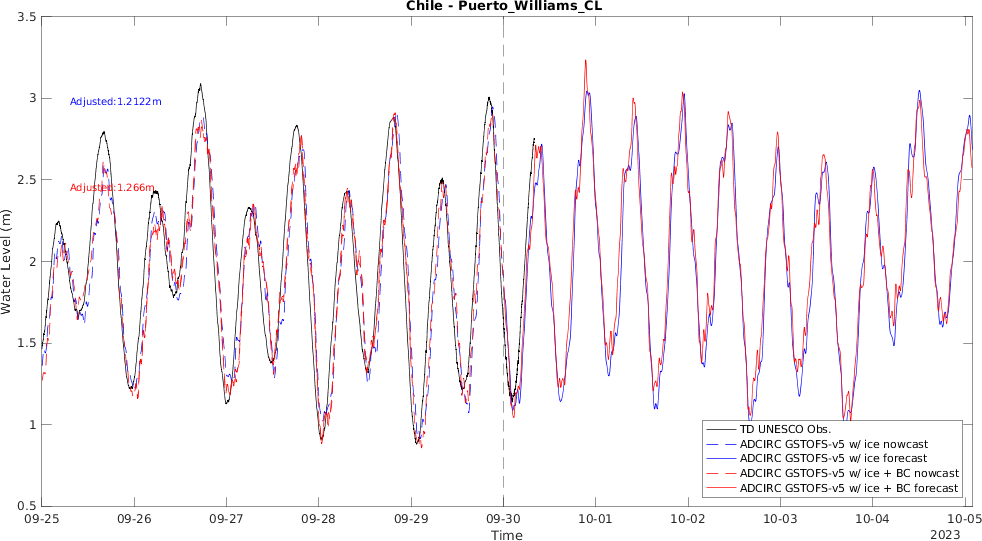 Chile - Puerto_Williams_CL
3.5
3
2.5
2
1.5
1
0.5
Water Level (m)
Adjusted:1.2122m
Adjusted:1.266m
TD UNESCO Obs.
ADCIRC GSTOFS-v5 w/ ice nowcast
ADCIRC GSTOFS-v5 w/ ice forecast
ADCIRC GSTOFS-v5 w/ ice + BC nowcast
ADCIRC GSTOFS-v5 w/ ice + BC forecast
09-25 09-26 09-27 09-28 09-29 09-30 10-01 10-02 10-03 10-04 10-05
Time
2023